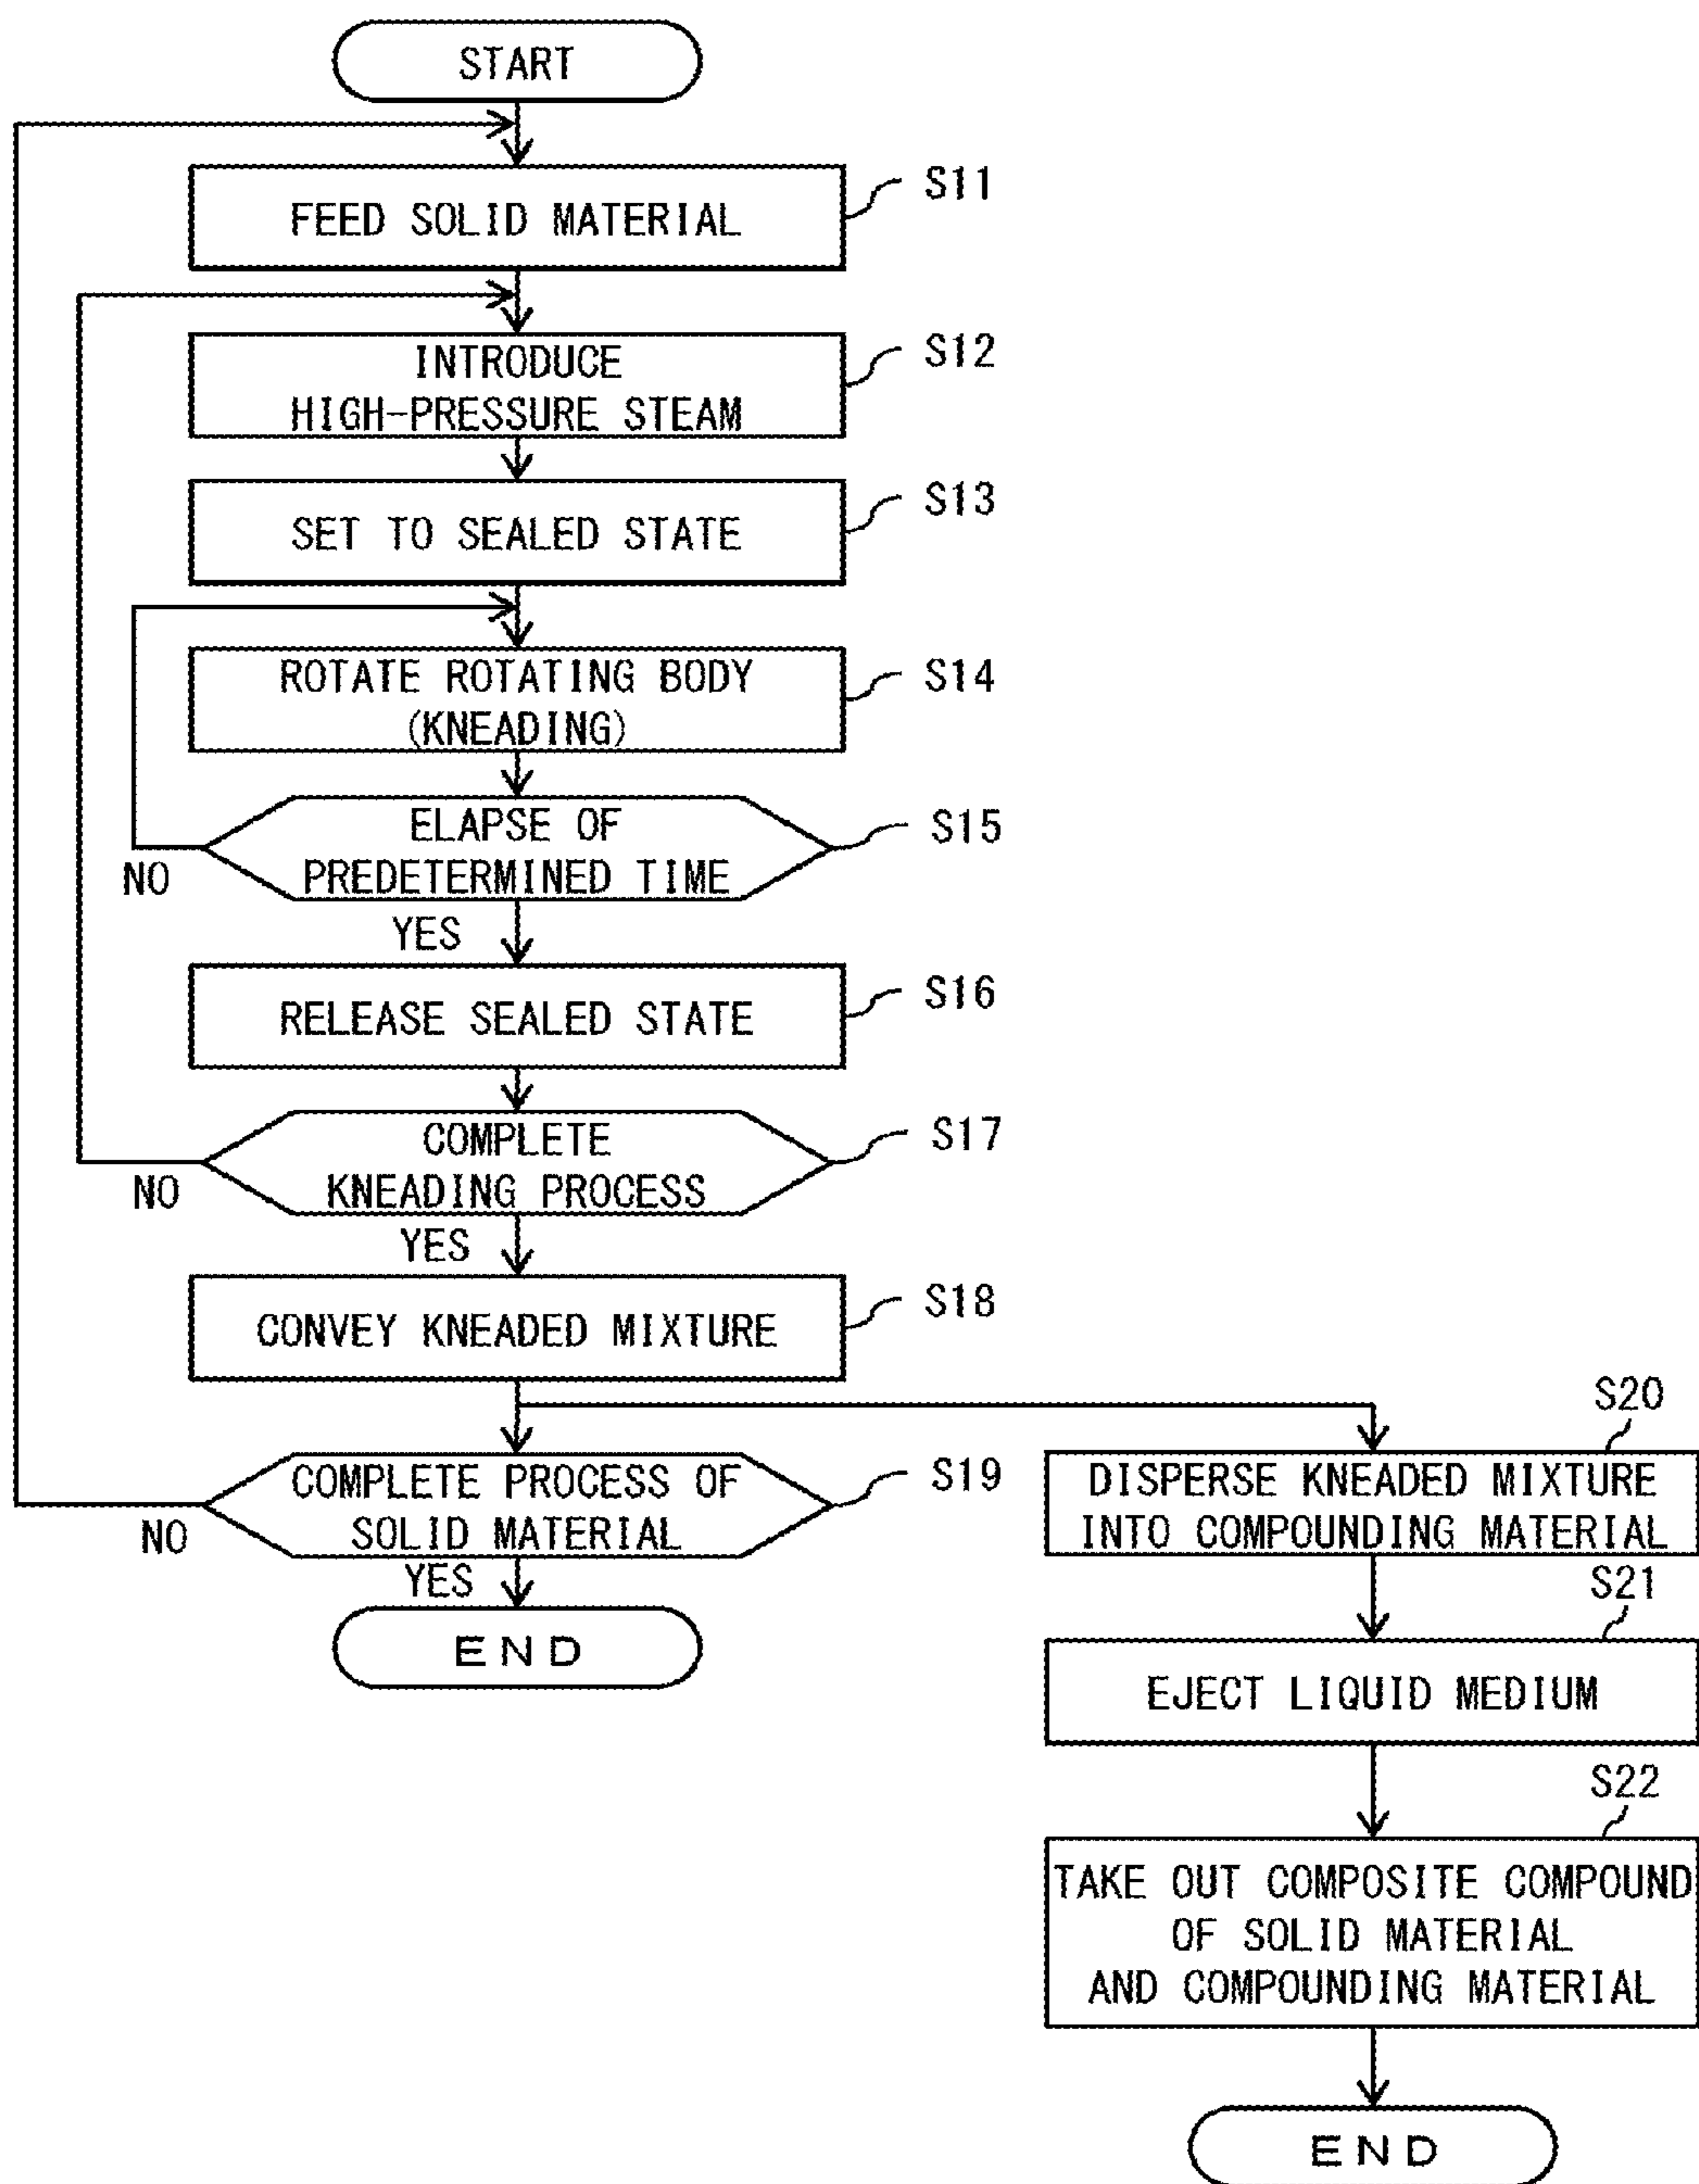 START
FEED SOLID MATERIAL
S11
INTRODUCE
HIGH-PRESSURE STEAM
S12
SET TO SEALED STATE
S13
ROTATE ROTATING BODY
(KNEADING)
S14
ELAPSE OF
PREDETERMINED TIME
S15
NO
YES
RELEASE SEALED STATE
S16
COMPLETE
KNEADING PROCESS
S17
NO
YES
CONVEY KNEADED MIXTURE
S18
COMPLETE PROCESS OF
SOLID MATERIAL
S19
NO
YES
END
S20
DISPERSE KNEADED MIXTURE
INTO COMPOUNDING MATERIAL
S21
EJECT LIQUID MEDIUM
S22
TAKE OUT COMPOSITE COMPOUND
OF SOLID MATERIAL
AND COMPOUNDING MATERIAL
END